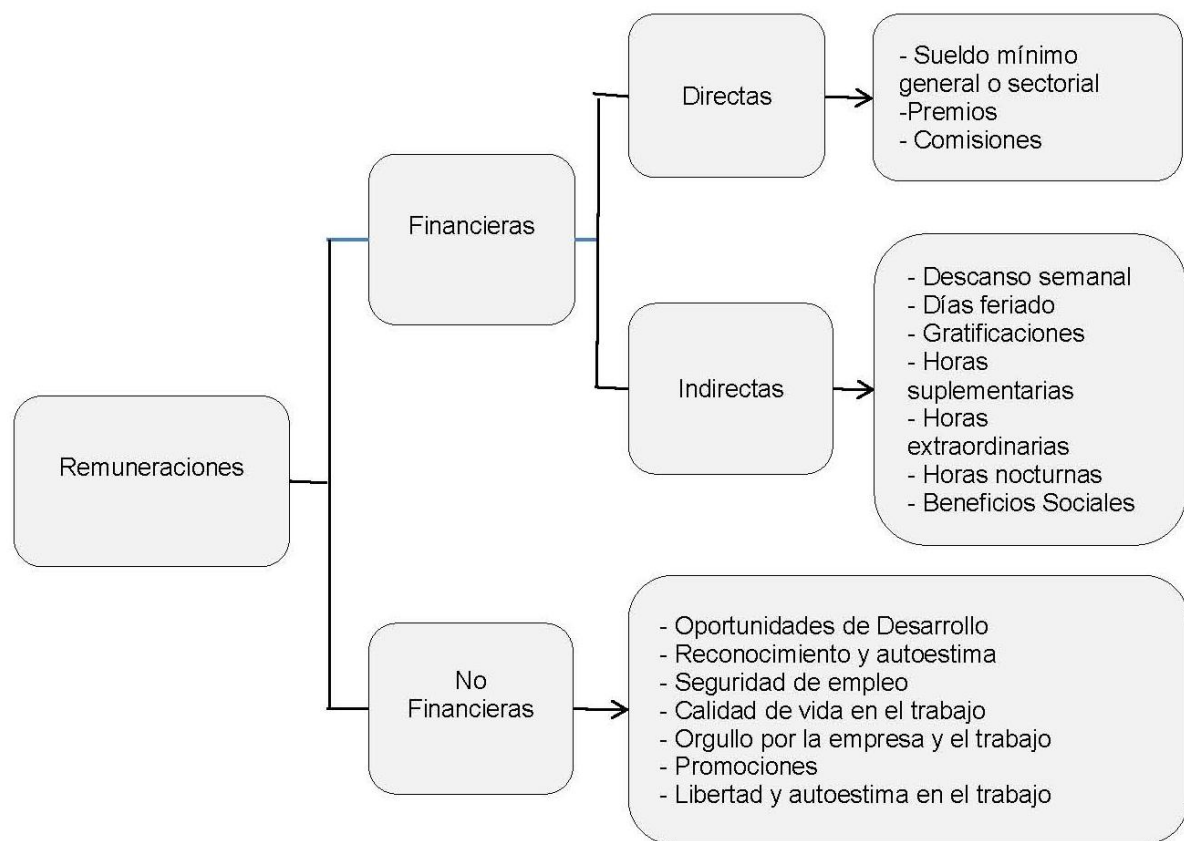 Remuneraciones
Financieras
Directas
- Sueldo mínimo
general o sectorial
-Premios
- Comisiones
Indirectas
- Descanso semanal
- Días feriado
- Gratificaciones
- Horas
suplementarias
- Horas
extraordinarias
- Horas nocturnas
- Beneficios Sociales
No
Financieras
- Oportunidades de Desarrollo
- Reconocimiento y autoestima
- Seguridad de empleo
- Calidad de vida en el trabajo
- Orgullo por la empresa y el trabajo
- Promociones
- Libertad y autoestima en el trabajo